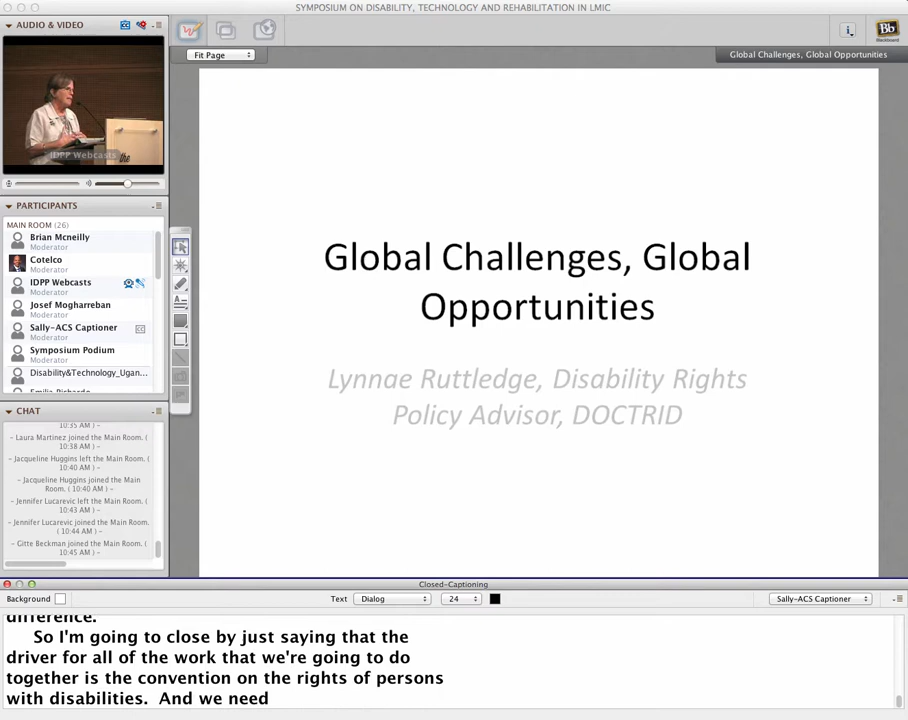 SYMPOSIUM ON DISABILITY, TECHNOLOGY AND REHABILITATION IN LMIC
AUDIO & VIDEO
IDPP Webcasts
PARTICIPANTS
MAIN ROOM (26)
Brian Mcneilly
Moderator
Cotelco
Moderator
IDPP Webcasts
Moderator
Josef Mogharreban
Moderator
Sally-ACS Captioner
Moderator
Symposium Podium
Moderator
Disability&Technology_Ugan...
CHAT
10:35 AM ) -
- Laura Martinez joined the Main Room. (
10:38 AM ) -
- Jacqueline Huggins left the Main Room. (
10:40 AM ) -
- Jacqueline Huggins joined the Main
Room. ( 10:40 AM ) -
- Jennifer Lucarevic left the Main Room. (
10:43 AM ) -
- Jennifer Lucarevic joined the Main Room.
( 10:44 AM ) -
- Gitte Beckman joined the Main Room. (
10:45 AM ) -
Fit Page
Global Challenges, Global Opportunities
Bb
Blackboard
Global Challenges, Global
Opportunities
Lynnae Ruttledge, Disability Rights
Policy Advisor, DOCTRID
Closed-Captioning
Background
Text
Dialog
24
Sally-ACS Captioner
difference.
So I'm going to close by just saying that the
driver for all of the work that we're going to do
together is the convention on the rights of persons
with disabilities. And we need